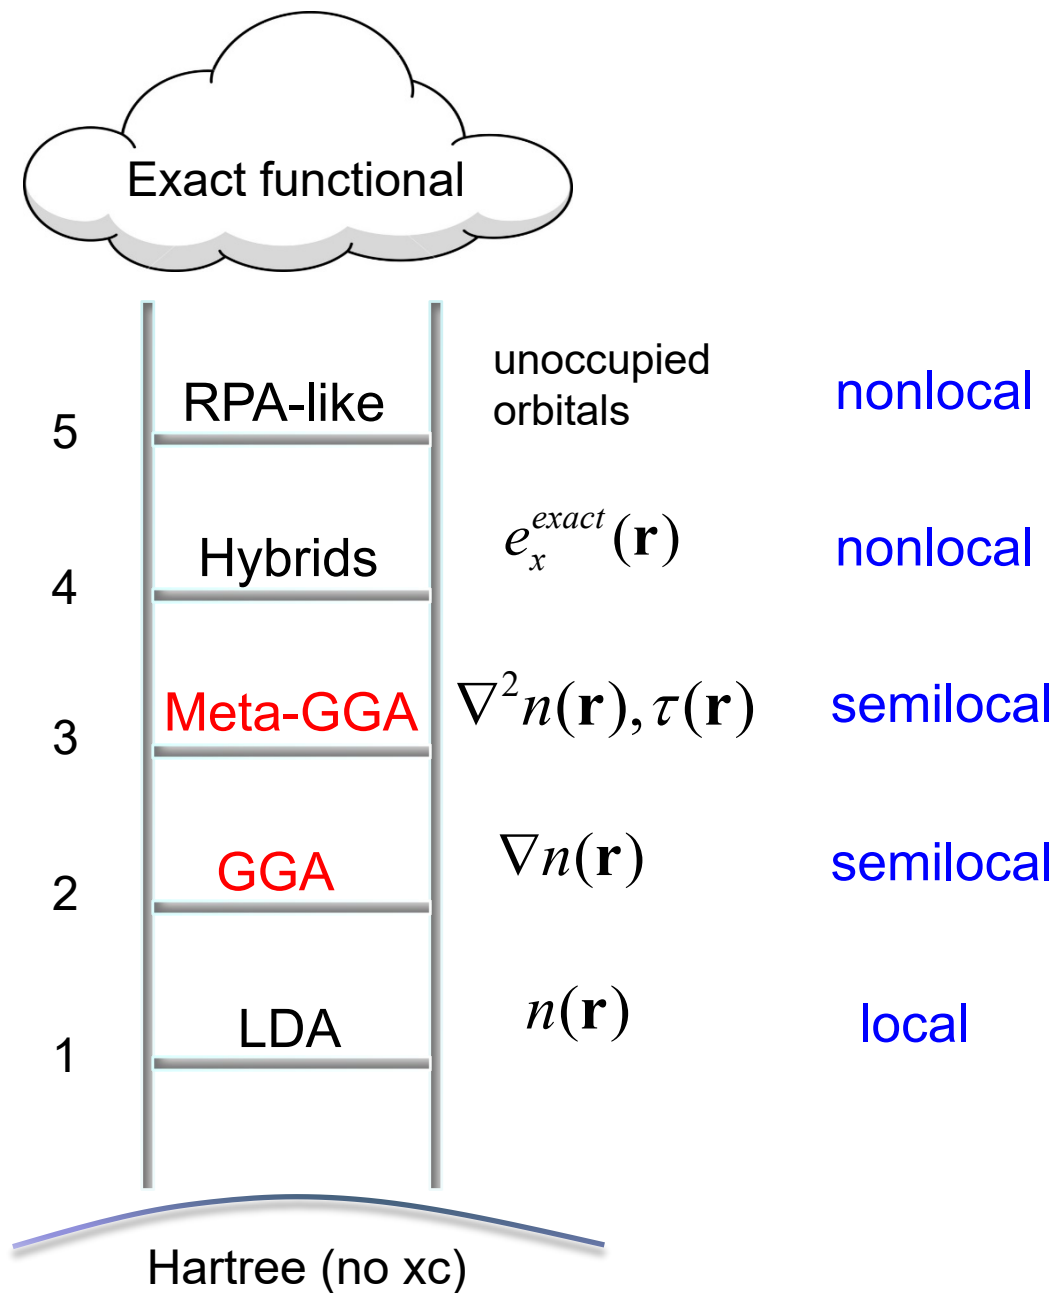 Exact functional
5 RPA-like unoccupied orbitals nonlocal
4 Hybrids e_x^{exact}(r) nonlocal
3 Meta-GGA ∇²n(r), τ(r) semilocal
2 GGA ∇n(r) semilocal
1 LDA n(r) local
Hartree (no xc)